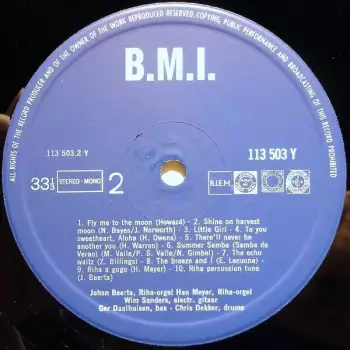 ALL RIGHTS OF THE RECORD PRODUCER AND OF THE OWNER OF THE WORK REPRODUCED RESERVED, COPYING, PUBLIC PERFORMANCE AND BROADCASTING OF THIS RECORD PROHIBITED
B.M.I.
113 503.2 Y
113 503 Y
33⅓ STEREO - MONO 2
B.I.E.M.
1. Fly me to the moon (Howard) - 2. Shine on harvest
moon (N. Bayes/J. Norworth) - 3. Little Girl - 4. To you
sweetheart, Aloha (H. Owens) - 5. There'll never be
another you (H. Warren) - 6. Summer Samba (Samba de
Verao) (M. Valle/P. S. Valle/N. Gimbel) - 7. The echo
waltz (Z. Billings) - 8. The breeze and I (E. Lecuona) -
9. Riha a gogo (H. Meyer) - 10. Riha percussion tune
(J. Beerta)
Johan Beerta, Riha-orgel Han Meyer, Riha-orgel
Wim Sanders, electr. gitaar
Ger Daalhuisen, bas - Chris Dekker, drums